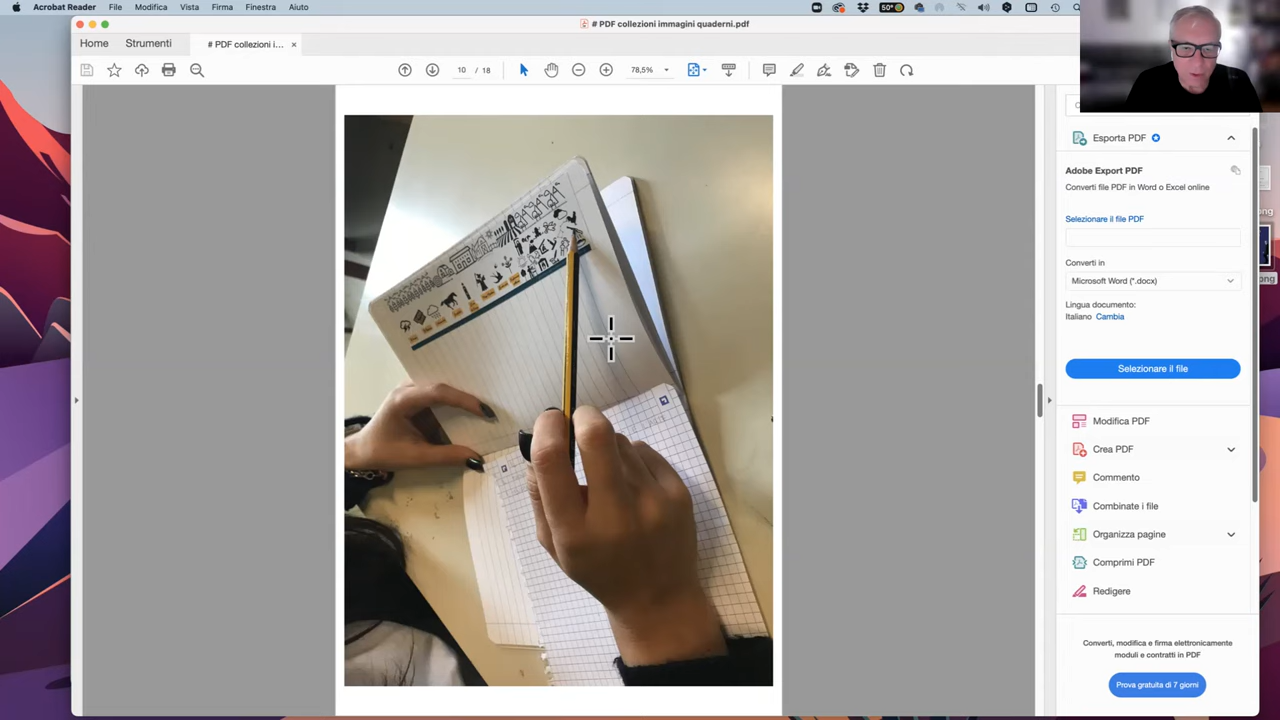 Acrobat Reader File Modifica Vista Firma Finestra Aiuto
50°
# PDF collezioni immagini quaderni.pdf
Home Strumenti # PDF collezioni i... ×
10 / 18 78,5%
Esporta PDF
Adobe Export PDF
Converti file PDF in Word o Excel online
Selezionare il file PDF
Converti in
Microsoft Word (*.docx)
Lingua documento:
Italiano Cambia
Selezionare il file
Modifica PDF
Crea PDF
Commento
Combinate i file
Organizza pagine
Comprimi PDF
Redigere
Converti, modifica e firma elettronicamente
moduli e contratti in PDF
Prova gratuita di 7 giorni
ong
ong